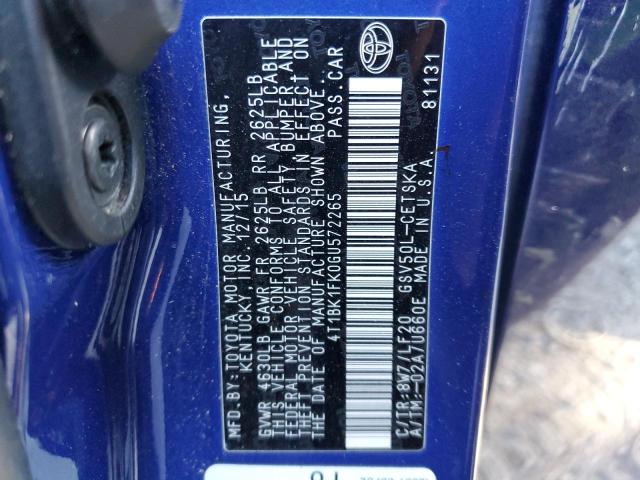 MFD.BY:TOYOTA MOTOR MANUFACTURING,
KENTUCKY, INC. 12/15
GVWR 4630LB GAWR FR 2625LB RR 2625LB
THIS VEHICLE CONFORMS TO ALL APPLICABLE
FEDERAL MOTOR VEHICLE SAFETY, BUMPER, AND
THEFT PREVENTION STANDARDS IN EFFECT ON
THE DATE OF MANUFACTURE SHOWN ABOVE.
4T1BK1FK0GU572265 PASS.CAR
C/TR:8W7/LF20 GSV50L-CETSKA
A/TM:-02A/U660E MADE IN U.S.A.
81131